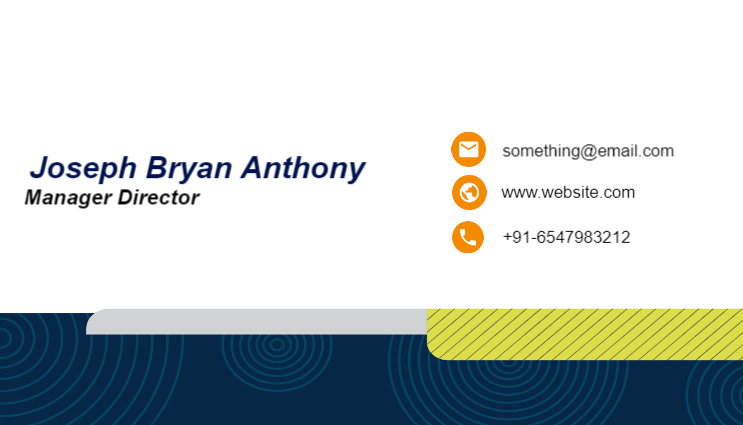 Joseph Bryan Anthony
Manager Director
something@email.com
www.website.com
+91-6547983212